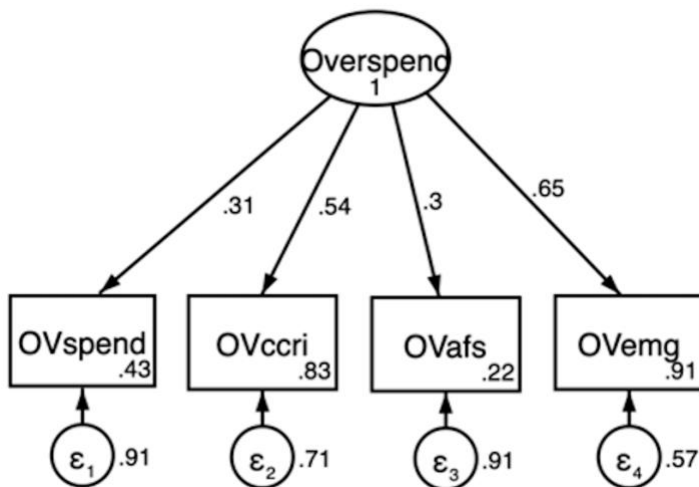 Overspend
1
.31
.54
.3
.65
OVspend
.43
OVccri
.83
OVafs
.22
OVemg
.91
ε₁ .91
ε₂ .71
ε₃ .91
ε₄ .57